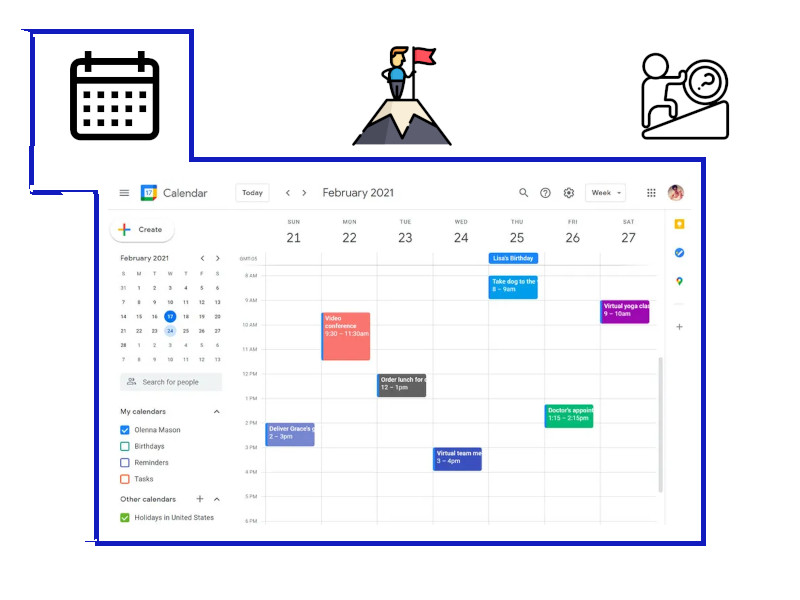 ?
17 Calendar Today February 2021 Week
Create
SUN MON TUE WED THU FRI SAT
21 22 23 24 25 26 27
February 2021
S M T W T F S
31 1 2 3 4 5 6
7 8 9 10 11 12 13
14 15 16 17 18 19 20
21 22 23 24 25 26 27
28 1 2 3 4 5 6
7 8 9 10 11 12 13
Search for people
My calendars
Olenna Mason
Birthdays
Reminders
Tasks
Other calendars
Holidays in United States
GMT-05
8 AM
9 AM
10 AM
11 AM
12 PM
1 PM
2 PM
3 PM
4 PM
5 PM
6 PM
Deliver Grace's g
2 – 3pm
Video
conference
9:30 – 11:30am
Order lunch for
12 – 1pm
Virtual team me
3 – 4pm
Lisa's Birthday
Take dog to the
8 – 9am
Doctor's appoint
1:15 – 2:15pm
Virtual yoga clas
9 – 10am